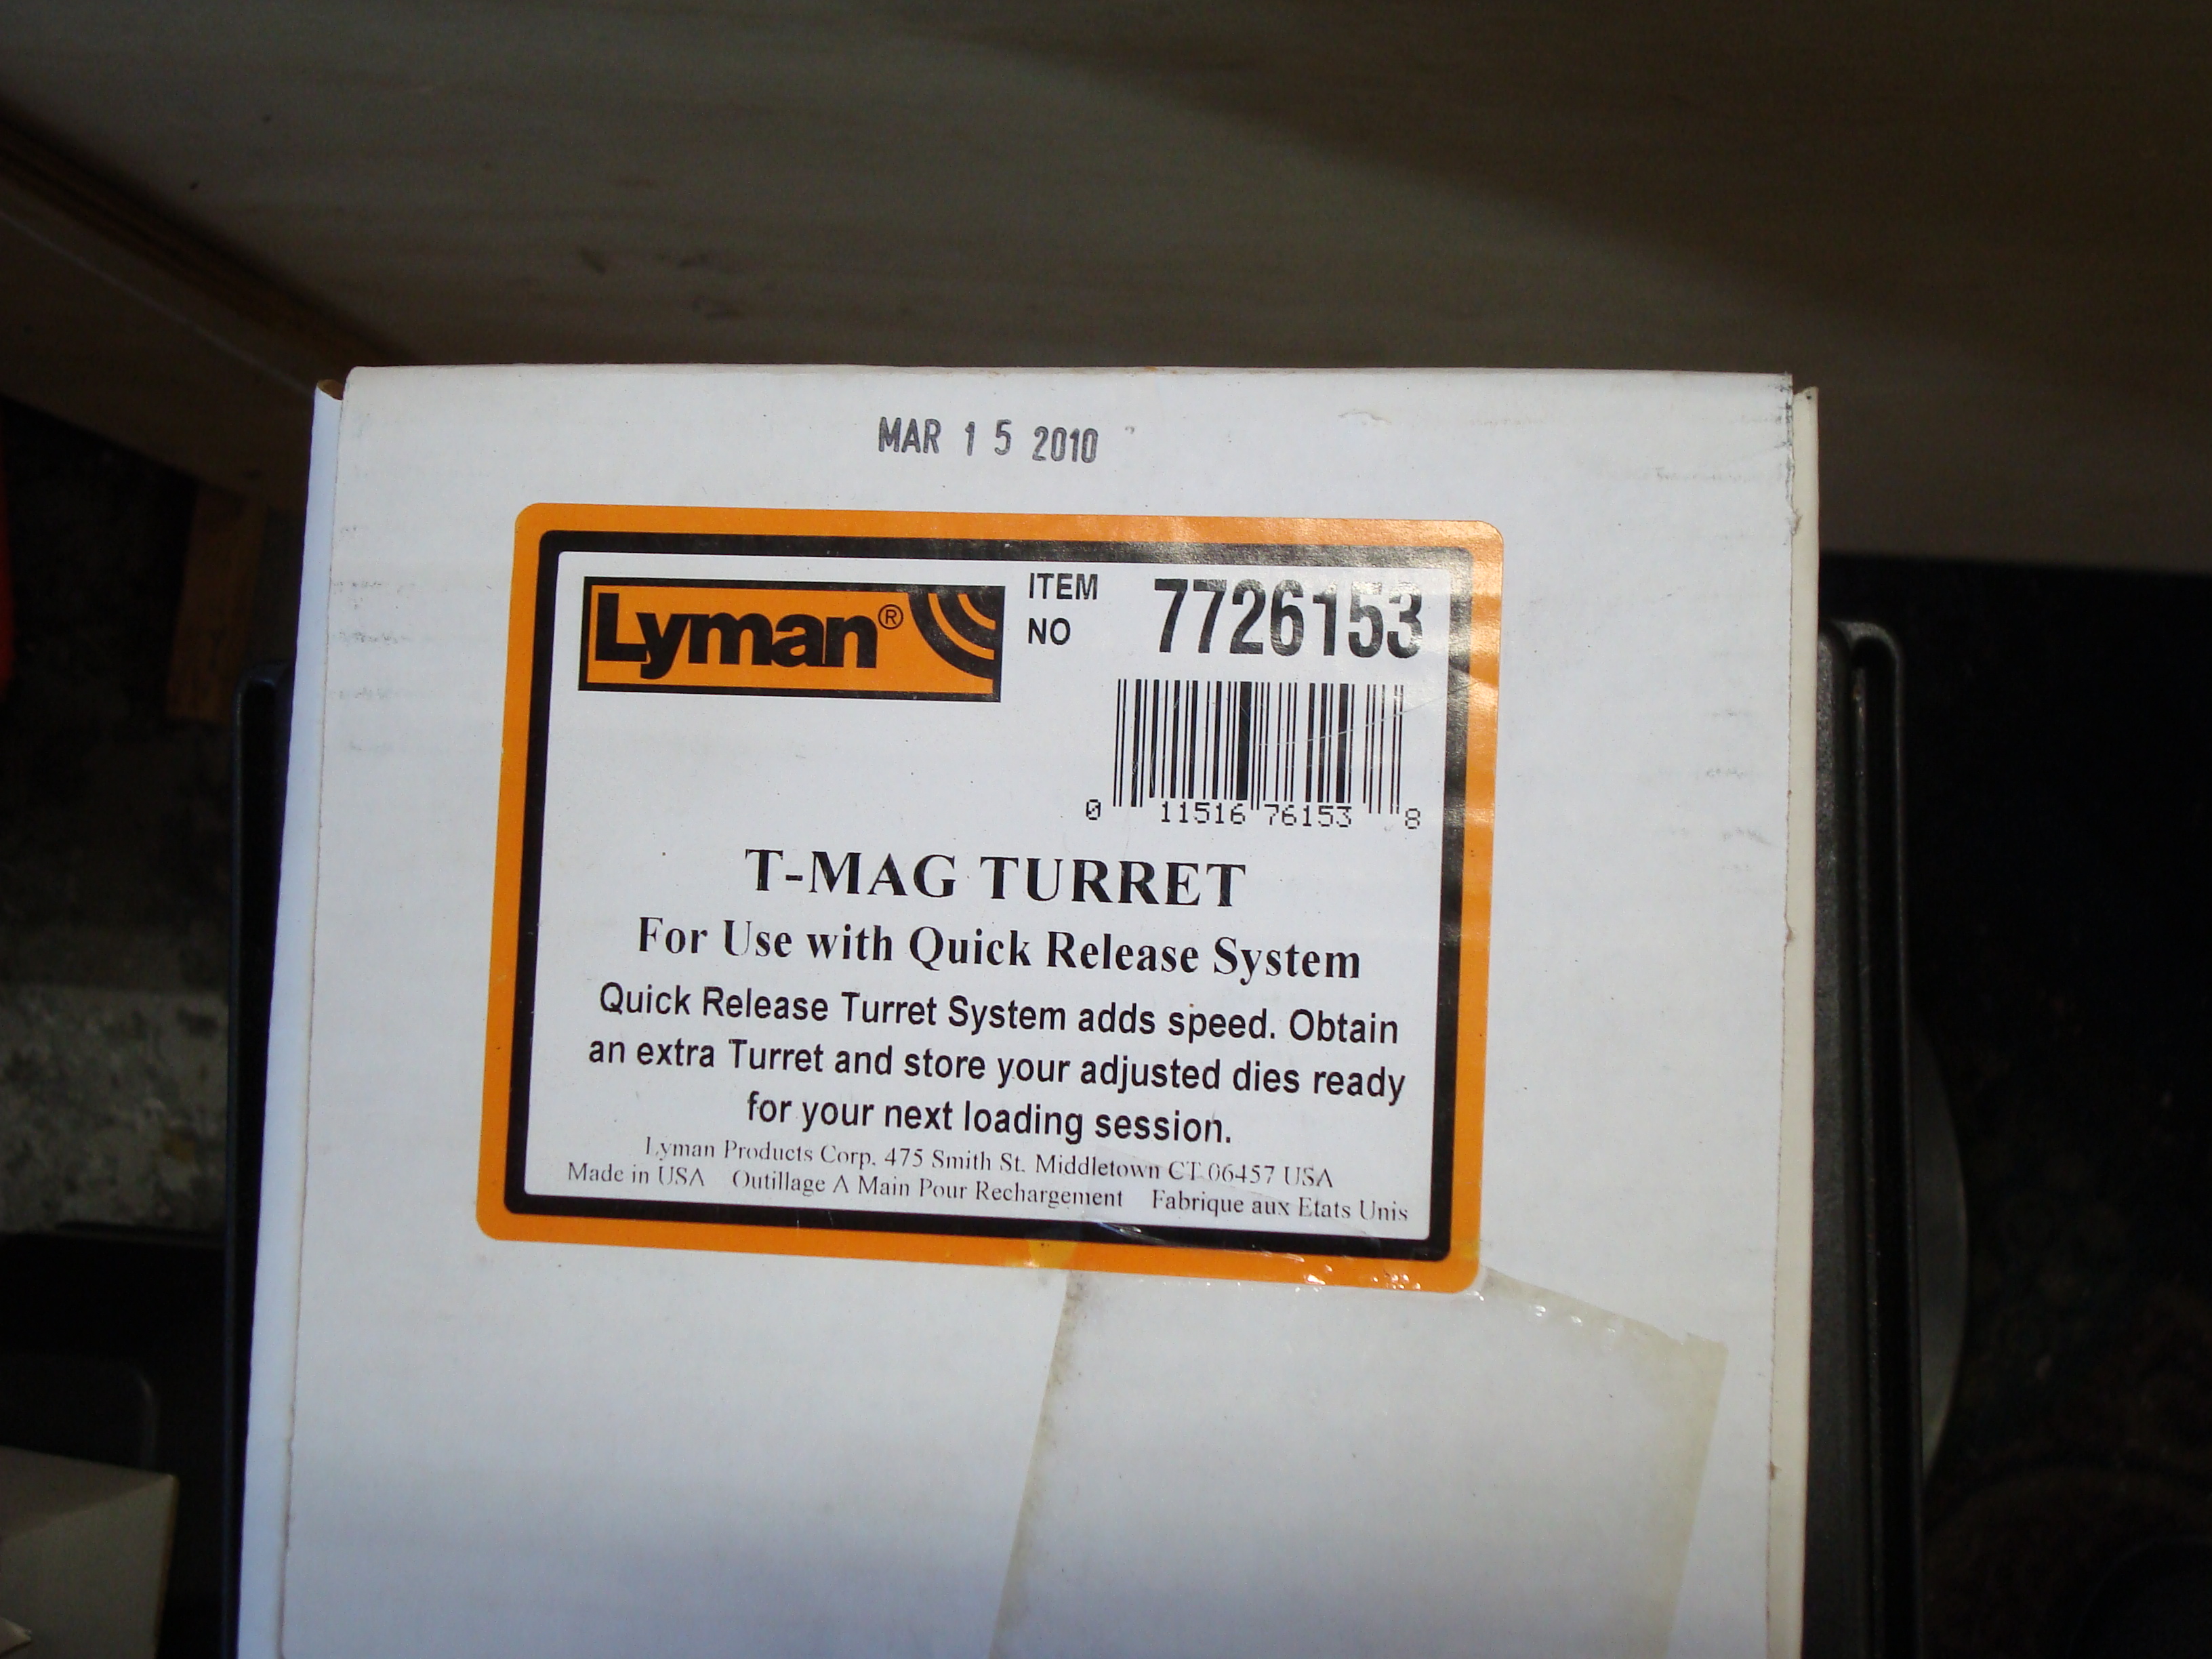 MAR 15 2010
Lyman®
ITEM NO 7726153
0 11516 76153 8
T-MAG TURRET
For Use with Quick Release System
Quick Release Turret System adds speed. Obtain
an extra Turret and store your adjusted dies ready
for your next loading session.
Lyman Products Corp. 475 Smith St. Middletown CT 06457 USA
Made in USA Outillage A Main Pour Rechargement Fabrique aux Etats Unis